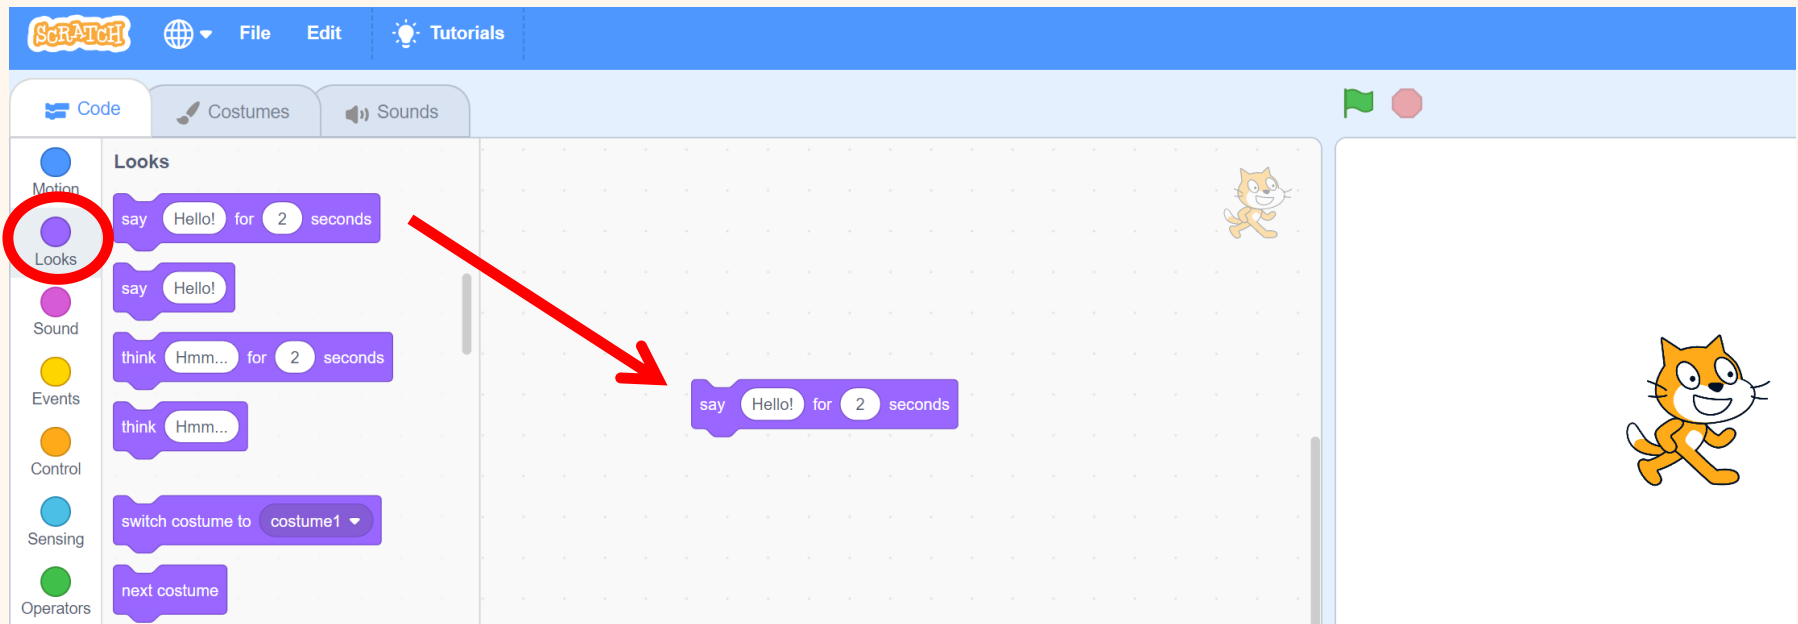 SCRATCH File Edit Tutorials
Code Costumes Sounds
Motion
Looks
Sound
Events
Control
Sensing
Operators
Looks
say Hello! for 2 seconds
say Hello!
think Hmm... for 2 seconds
think Hmm...
switch costume to costume1
next costume
say Hello! for 2 seconds